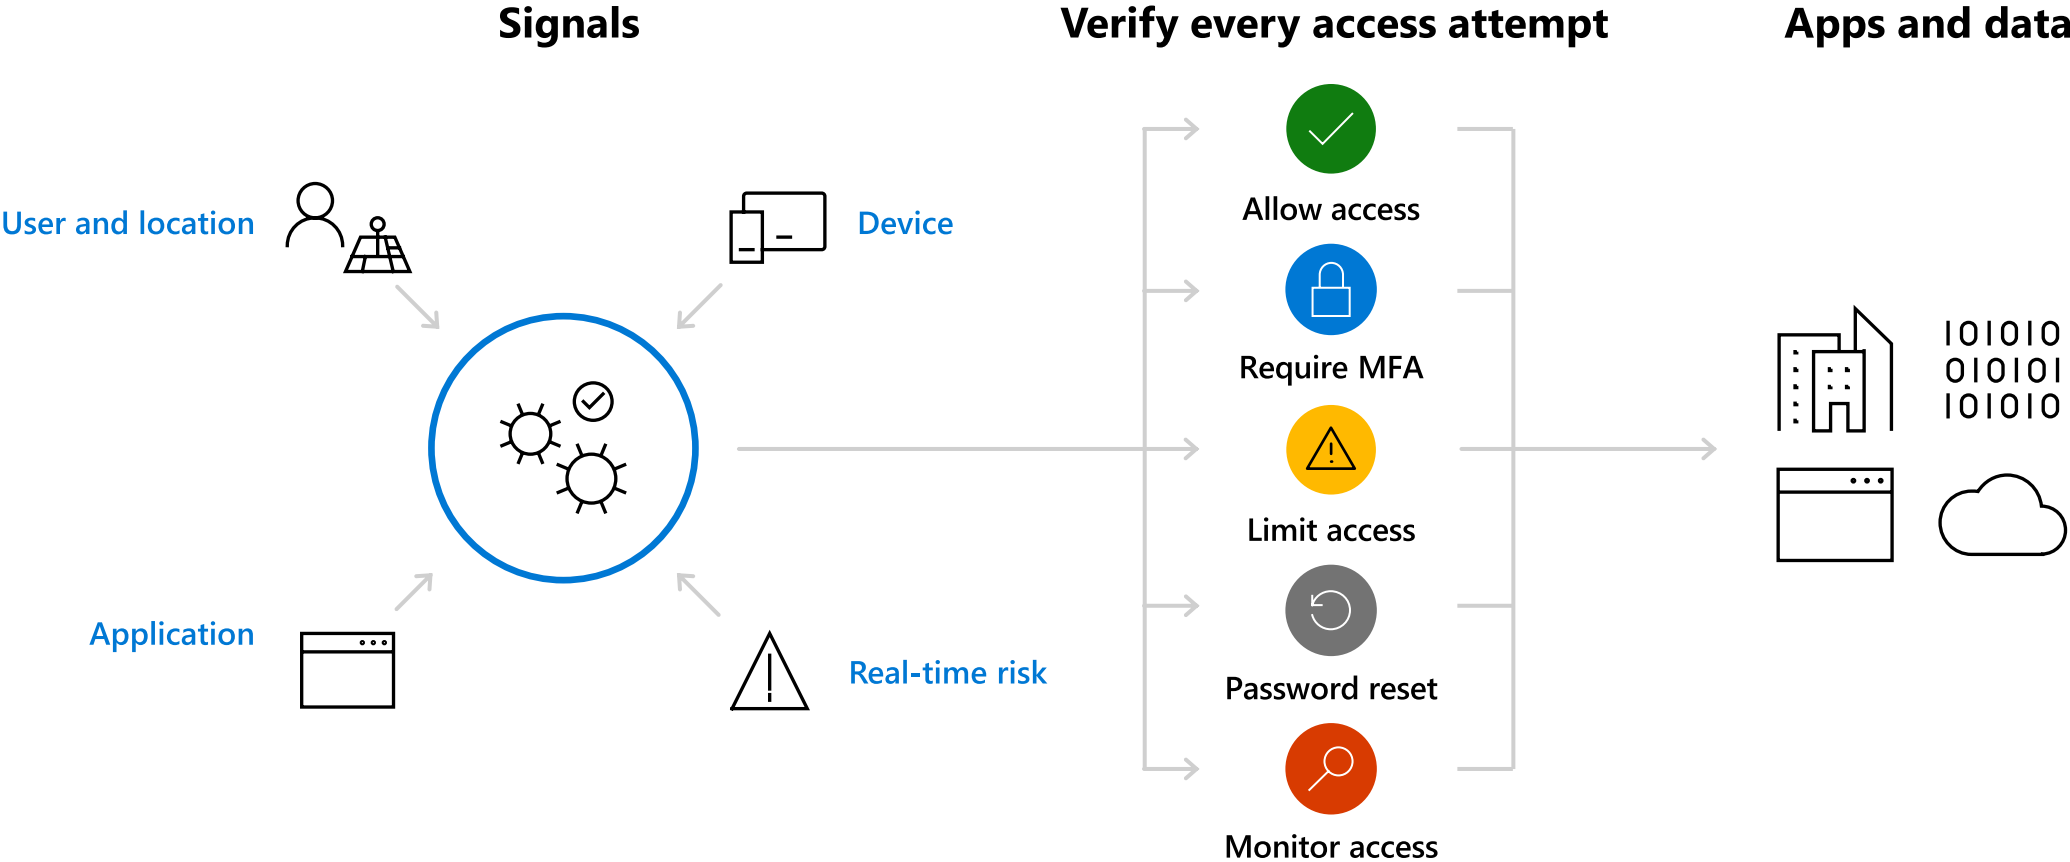 Signals
Verify every access attempt
Apps and data
User and location
Device
Application
Real-time risk
Allow access
Require MFA
Limit access
Password reset
Monitor access
101010
010101
101010